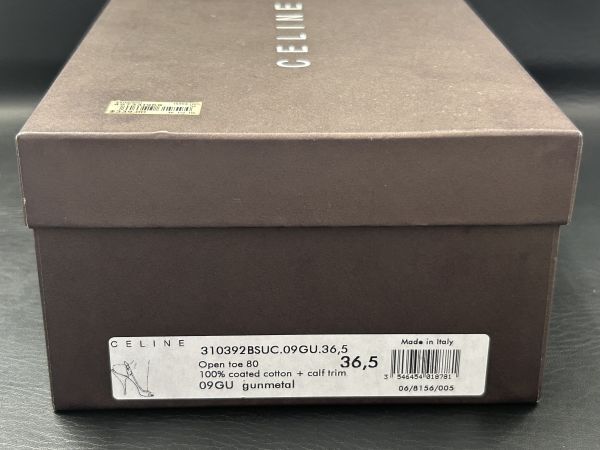 CELINE
CELINE
310392BSUC.09GU.36,5
Open toe 80
100% coated cotton + calf trim
09GU gunmetal
36,5
Made in Italy
3 546454 018781
06/8156/005